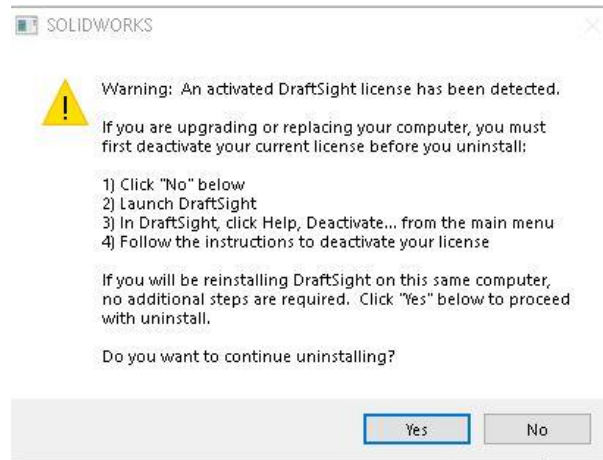 SOLIDWORKS
Warning: An activated DraftSight license has been detected.
If you are upgrading or replacing your computer, you must
first deactivate your current license before you uninstall:
1) Click "No" below
2) Launch DraftSight
3) In DraftSight, click Help, Deactivate... from the main menu
4) Follow the instructions to deactivate your license
If you will be reinstalling DraftSight on this same computer,
no additional steps are required. Click "Yes" below to proceed
with uninstall.
Do you want to continue uninstalling?
Yes No